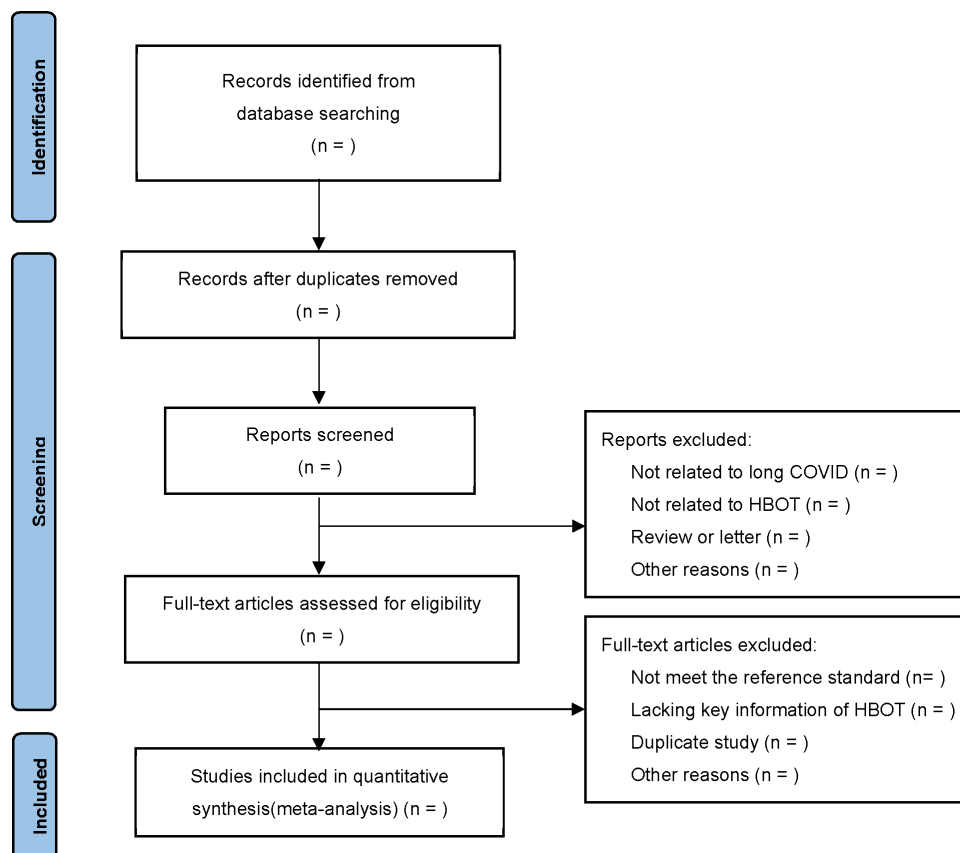 Identification
Records identified from
database searching
(n = )
Records after duplicates removed
(n = )
Screening
Reports screened
(n = )
Reports excluded:
Not related to long COVID (n = )
Not related to HBOT (n = )
Review or letter (n = )
Other reasons (n = )
Full-text articles assessed for eligibility
(n = )
Full-text articles excluded:
Not meet the reference standard (n= )
Lacking key information of HBOT (n = )
Duplicate study (n = )
Other reasons (n = )
Included
Studies included in quantitative
synthesis(meta-analysis) (n = )